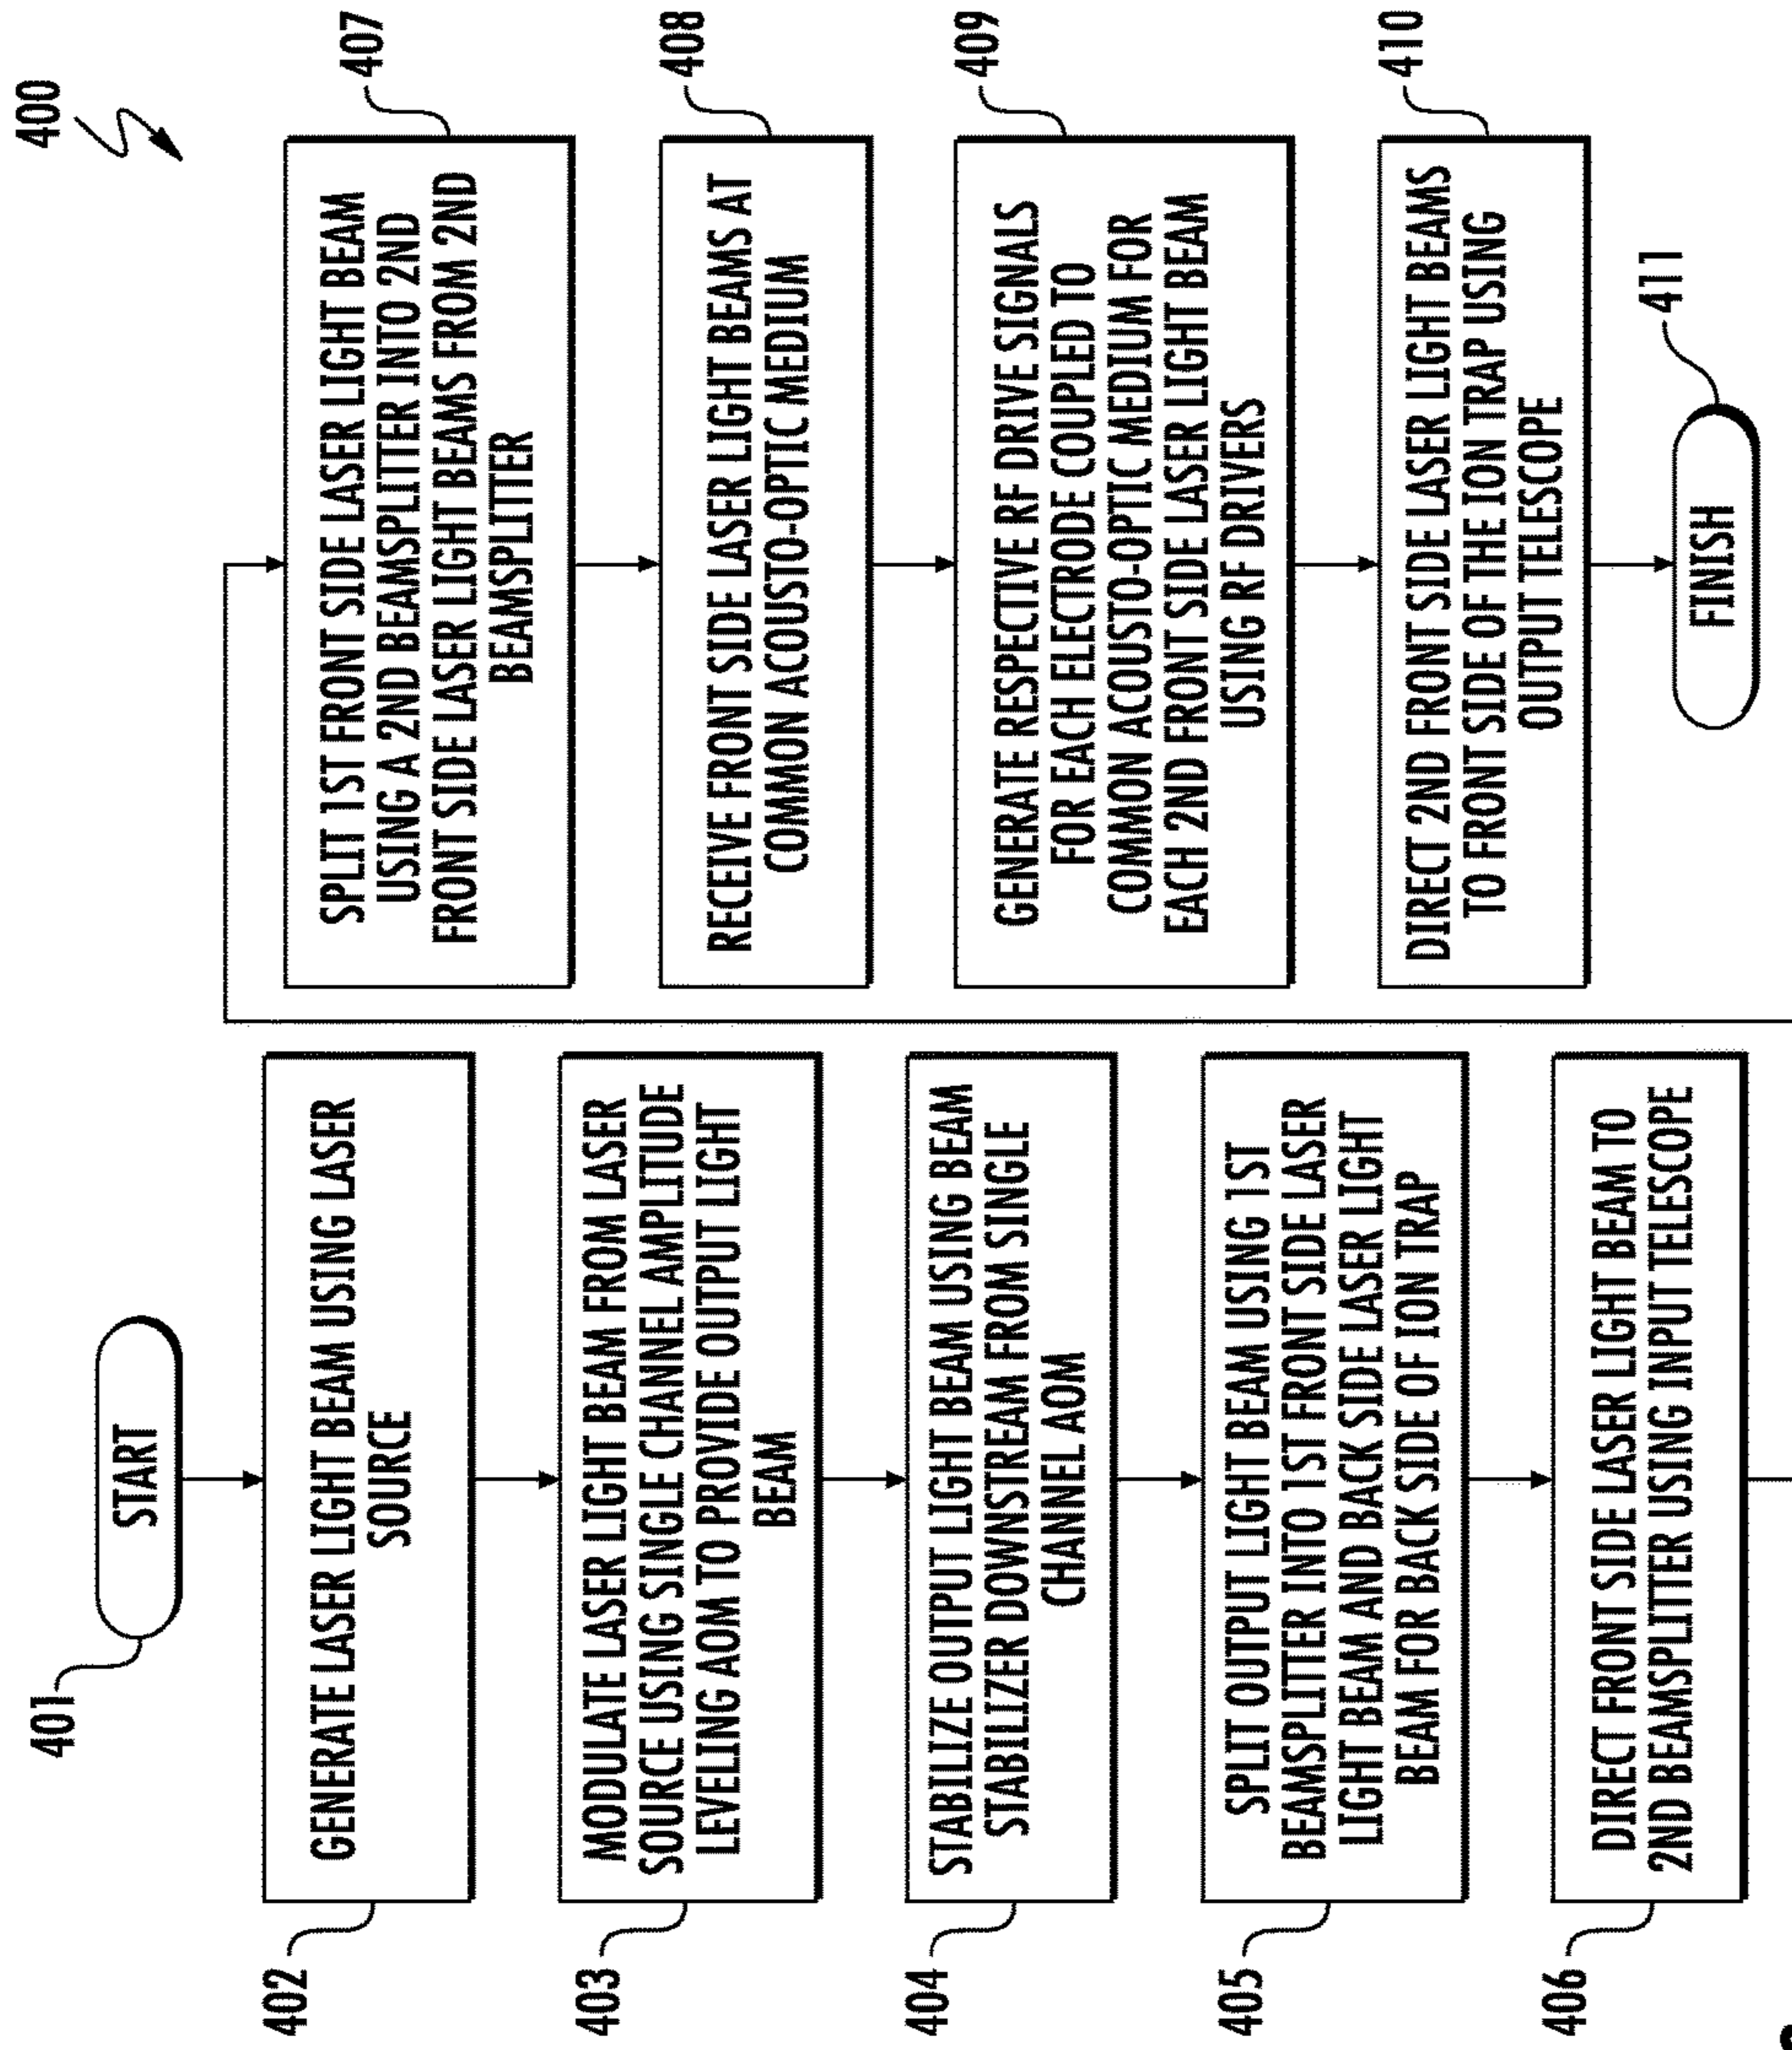 400
401
START
402
GENERATE LASER LIGHT BEAM USING LASER
SOURCE
403
MODULATE LASER LIGHT BEAM FROM LASER
SOURCE USING SINGLE CHANNEL AMPLITUDE
LEVELING AOM TO PROVIDE OUTPUT LIGHT
BEAM
404
STABILIZE OUTPUT LIGHT BEAM USING BEAM
STABILIZER DOWNSTREAM FROM SINGLE
CHANNEL AOM
405
SPLIT OUTPUT LIGHT BEAM USING 1ST
BEAMSPLITTER INTO 1ST FRONT SIDE LASER
LIGHT BEAM AND BACK SIDE LASER LIGHT
BEAM FOR BACK SIDE OF ION TRAP
406
DIRECT FRONT SIDE LASER LIGHT BEAM TO
2ND BEAMSPLITTER USING INPUT TELESCOPE
407
SPLIT 1ST FRONT SIDE LASER LIGHT BEAM
USING A 2ND BEAMSPLITTER INTO 2ND
FRONT SIDE LASER LIGHT BEAMS FROM 2ND
BEAMSPLITTER
408
RECEIVE FRONT SIDE LASER LIGHT BEAMS AT
COMMON ACOUSTO-OPTIC MEDIUM
409
GENERATE RESPECTIVE RF DRIVE SIGNALS
FOR EACH ELECTRODE COUPLED TO
COMMON ACOUSTO-OPTIC MEDIUM FOR
EACH 2ND FRONT SIDE LASER LIGHT BEAM
USING RF DRIVERS
410
DIRECT 2ND FRONT SIDE LASER LIGHT BEAMS
TO FRONT SIDE OF THE ION TRAP USING
OUTPUT TELESCOPE
411
FINISH